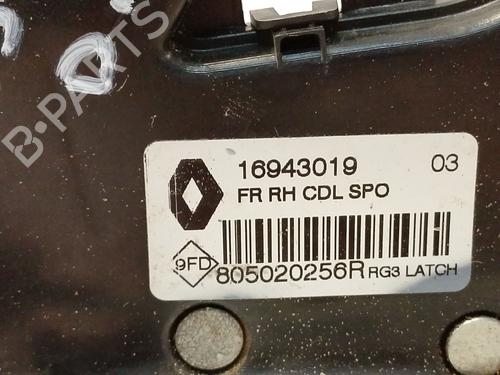 B-PARTS
16943019 03
FR RH CDL SPO
9FD 805020256R RG3 LATCH